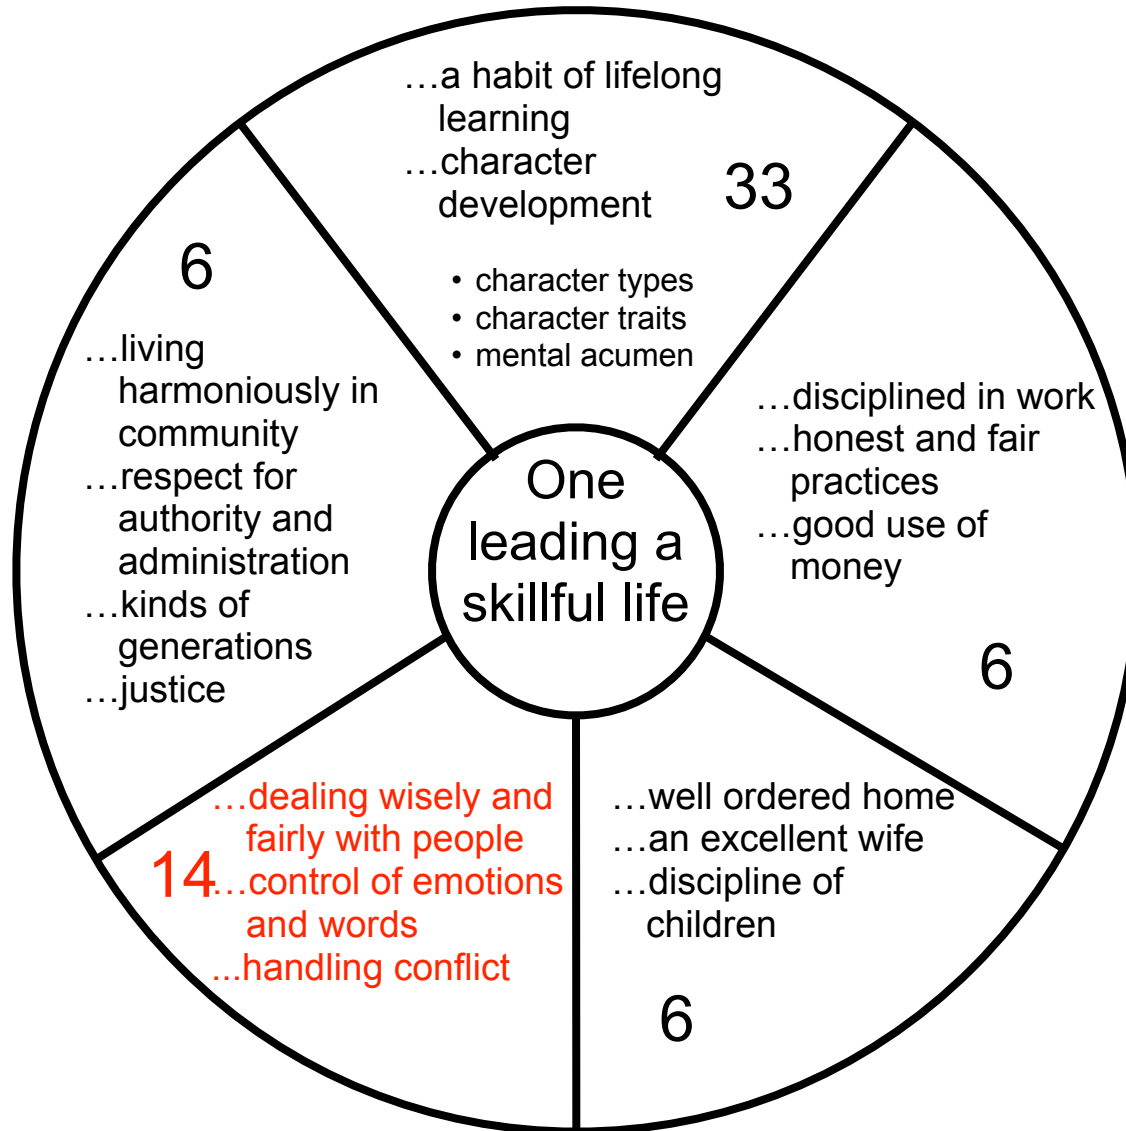 …a habit of lifelong
learning
…character
development
33
• character types
• character traits
• mental acumen
6
…living
harmoniously in
community
…respect for
authority and
administration
…kinds of
generations
…justice
One
leading a
skillful life
…disciplined in work
…honest and fair
practices
…good use of
money
6
…dealing wisely and
fairly with people
14
…control of emotions
and words
...handling conflict
…well ordered home
…an excellent wife
…discipline of
children
6